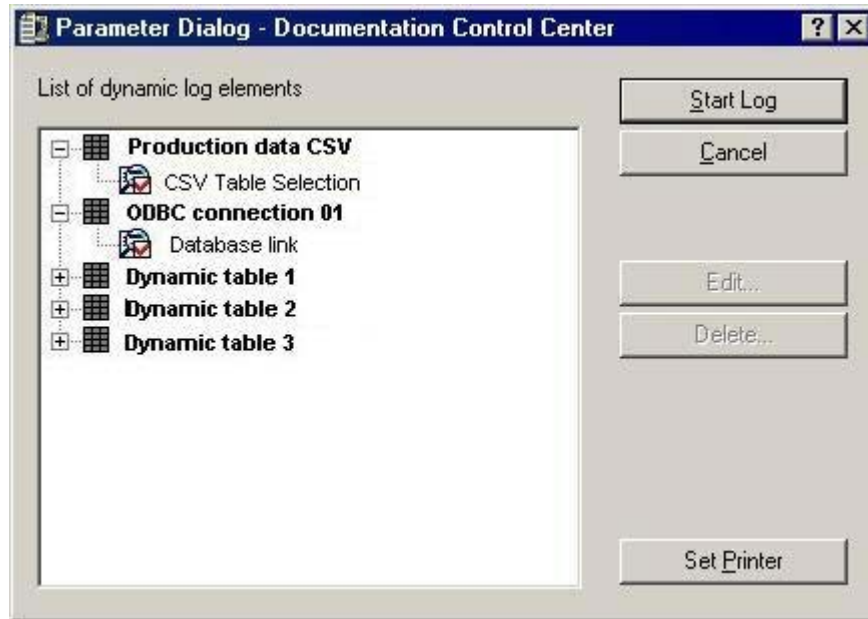 Parameter Dialog - Documentation Control Center
List of dynamic log elements
Production data CSV
CSV Table Selection
ODBC connection 01
Database link
Dynamic table 1
Dynamic table 2
Dynamic table 3
Start Log
Cancel
Edit...
Delete...
Set Printer